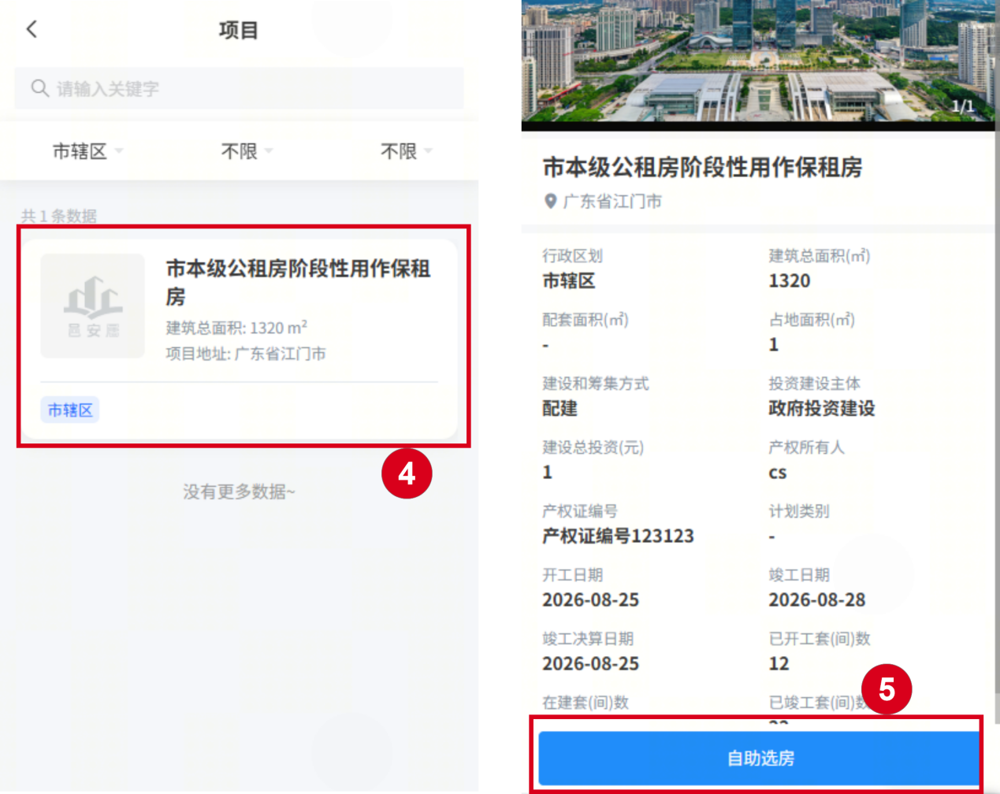 项目
请输入关键字
市辖区
不限
不限
共1条数据
市本级公租房阶段性用作保租
房
建筑总面积: 1320 m²
项目地址: 广东省江门市
市辖区
4
没有更多数据~
1/1
市本级公租房阶段性用作保租房
广东省江门市
行政区划
市辖区
建筑总面积(㎡)
1320
配套面积(㎡)
-
占地面积(㎡)
1
建设和筹集方式
配建
投资建设主体
政府投资建设
建设总投资(元)
1
产权所有人
cs
产权证编号
产权证编号123123
计划类别
-
开工日期
2026-08-25
竣工日期
2026-08-28
竣工决算日期
2026-08-25
已开工套(间)数
12
在建套(间)数
已竣工套(间)数
5
自助选房